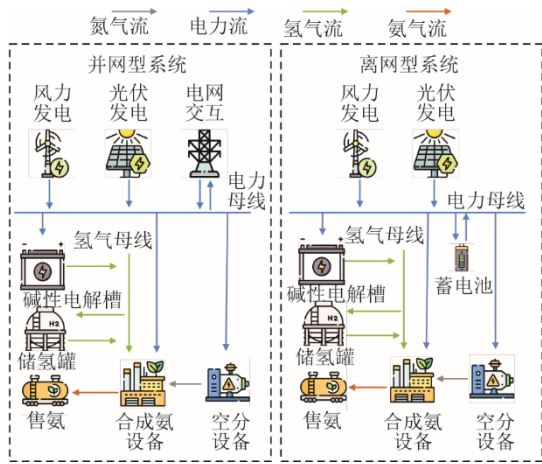 氮气流 电力流 氢气流 氨气流
并网型系统
风力
发电
光伏
发电
电网
交互
电力
母线
- +
氢气母线
碱性电解槽
H2
储氢罐
售氨
合成氨
设备
空分
设备
离网型系统
风力
发电
光伏
发电
电力母线
- +
氢气母线
蓄电池
碱性电解槽
H2
储氢罐
售氨
合成氨
设备
空分
设备